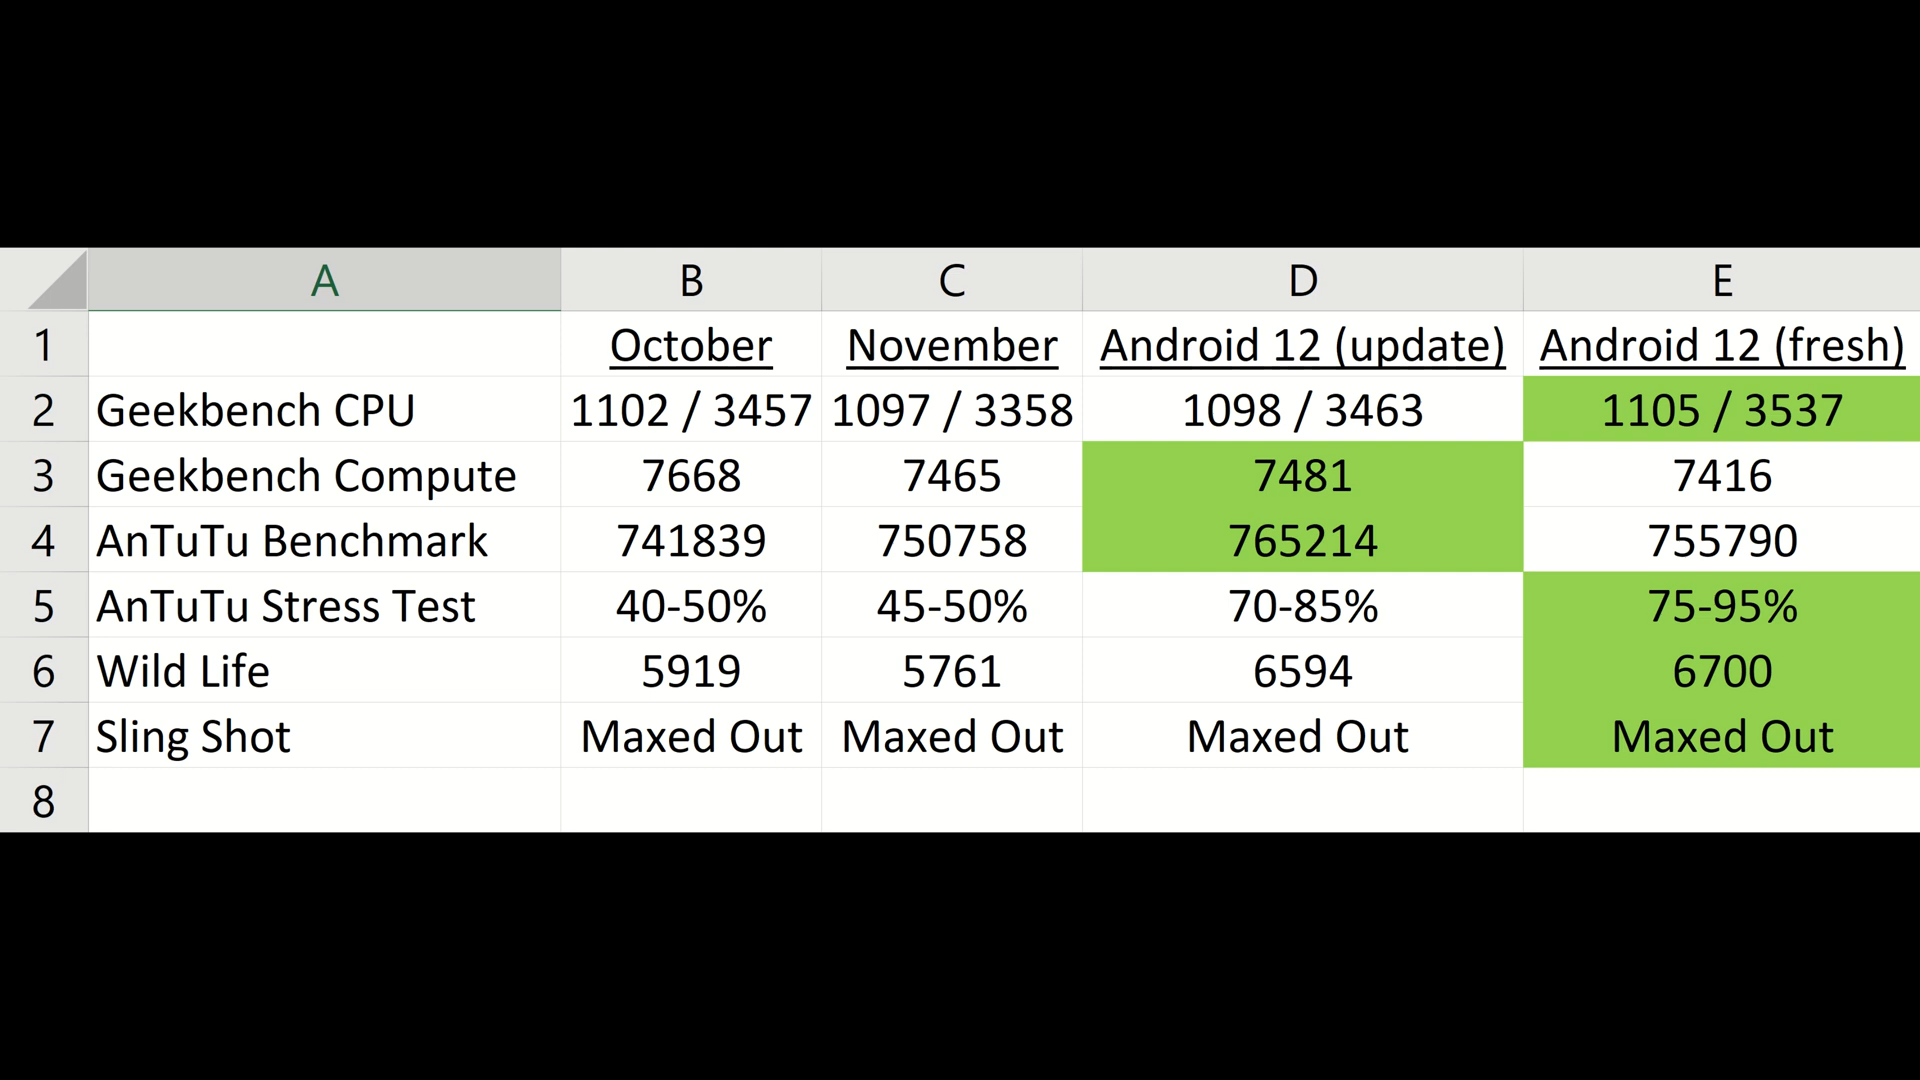 A B C D E
1 October November Android 12 (update) Android 12 (fresh)
2 Geekbench CPU 1102 / 3457 1097 / 3358 1098 / 3463 1105 / 3537
3 Geekbench Compute 7668 7465 7481 7416
4 AnTuTu Benchmark 741839 750758 765214 755790
5 AnTuTu Stress Test 40-50% 45-50% 70-85% 75-95%
6 Wild Life 5919 5761 6594 6700
7 Sling Shot Maxed Out Maxed Out Maxed Out Maxed Out
8